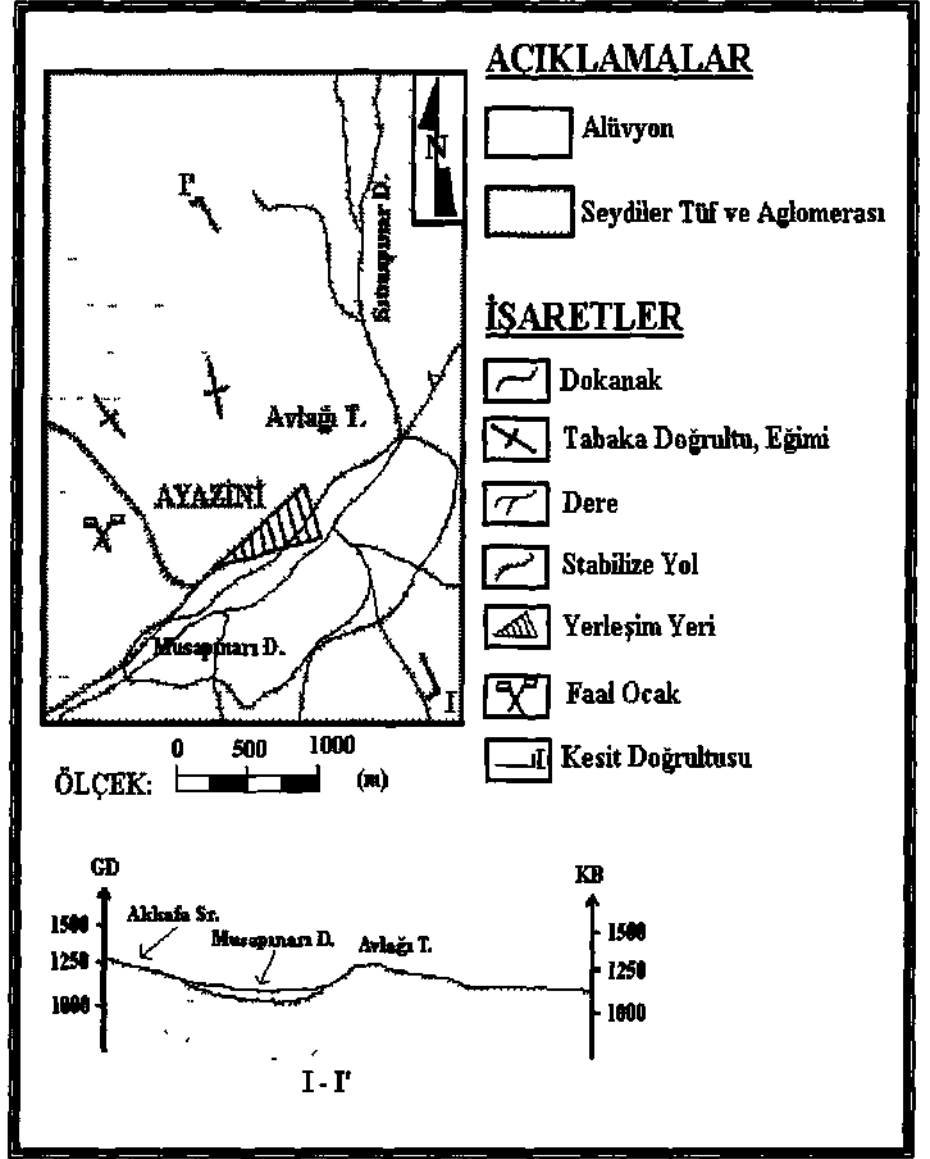 AÇIKLAMALAR
Alüvyon
Seydiler Tüf ve Aglomerası
İŞARETLER
Dokanak
Tabaka Doğrultu, Eğimi
Dere
Stabilize Yol
Yerleşim Yeri
Faal Ocak
I
Kesit Doğrultusu
N
I'
D.
Avlağı T.
AYAZİNİ
Musapınarı D.
I
0 500 1000
ÖLÇEK: (m)
GD
KB
Akkafa Sr.
Musapınarı D.
Avlağı T.
1500
1250
1000
1500
1250
1000
I - I'